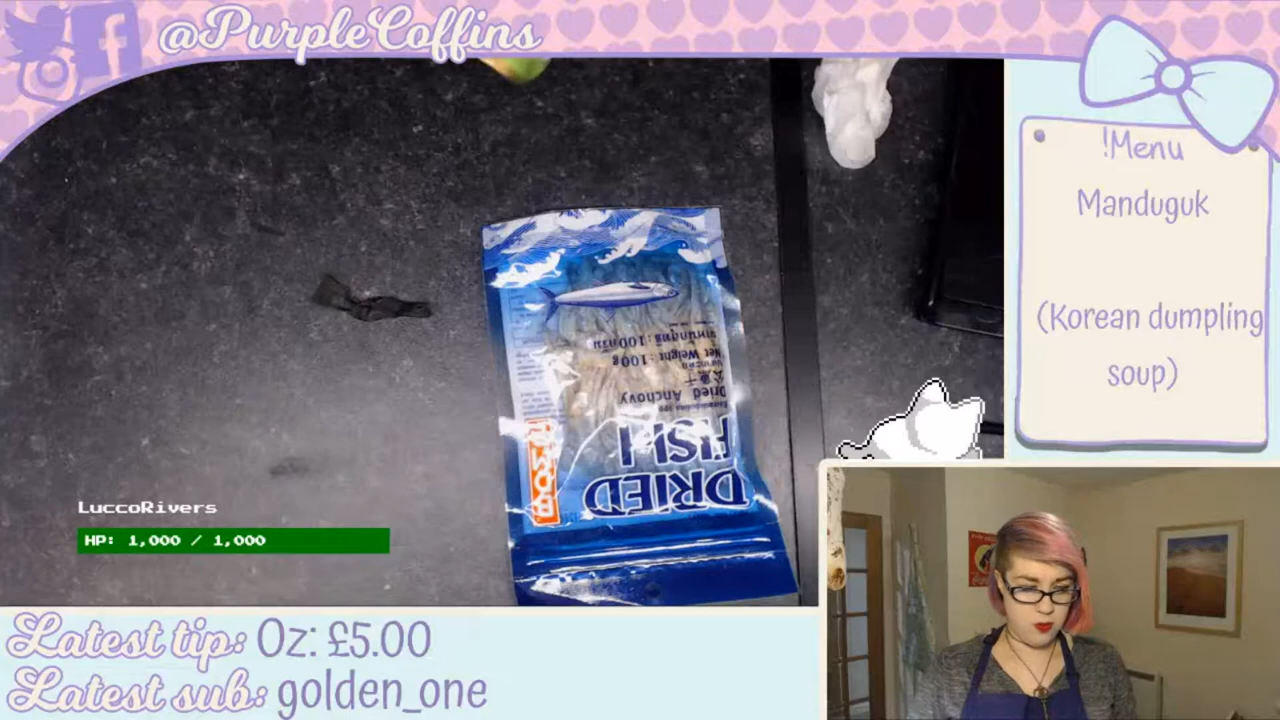 @PurpleCoffins
!Menu
Manduguk
(Korean dumpling
soup)
DRIED
FISH
Dried Anchovy
Net Weight : 100g
LuccoRivers
HP: 1,000 / 1,000
Latest tip: Oz: £5.00
Latest sub: golden_one